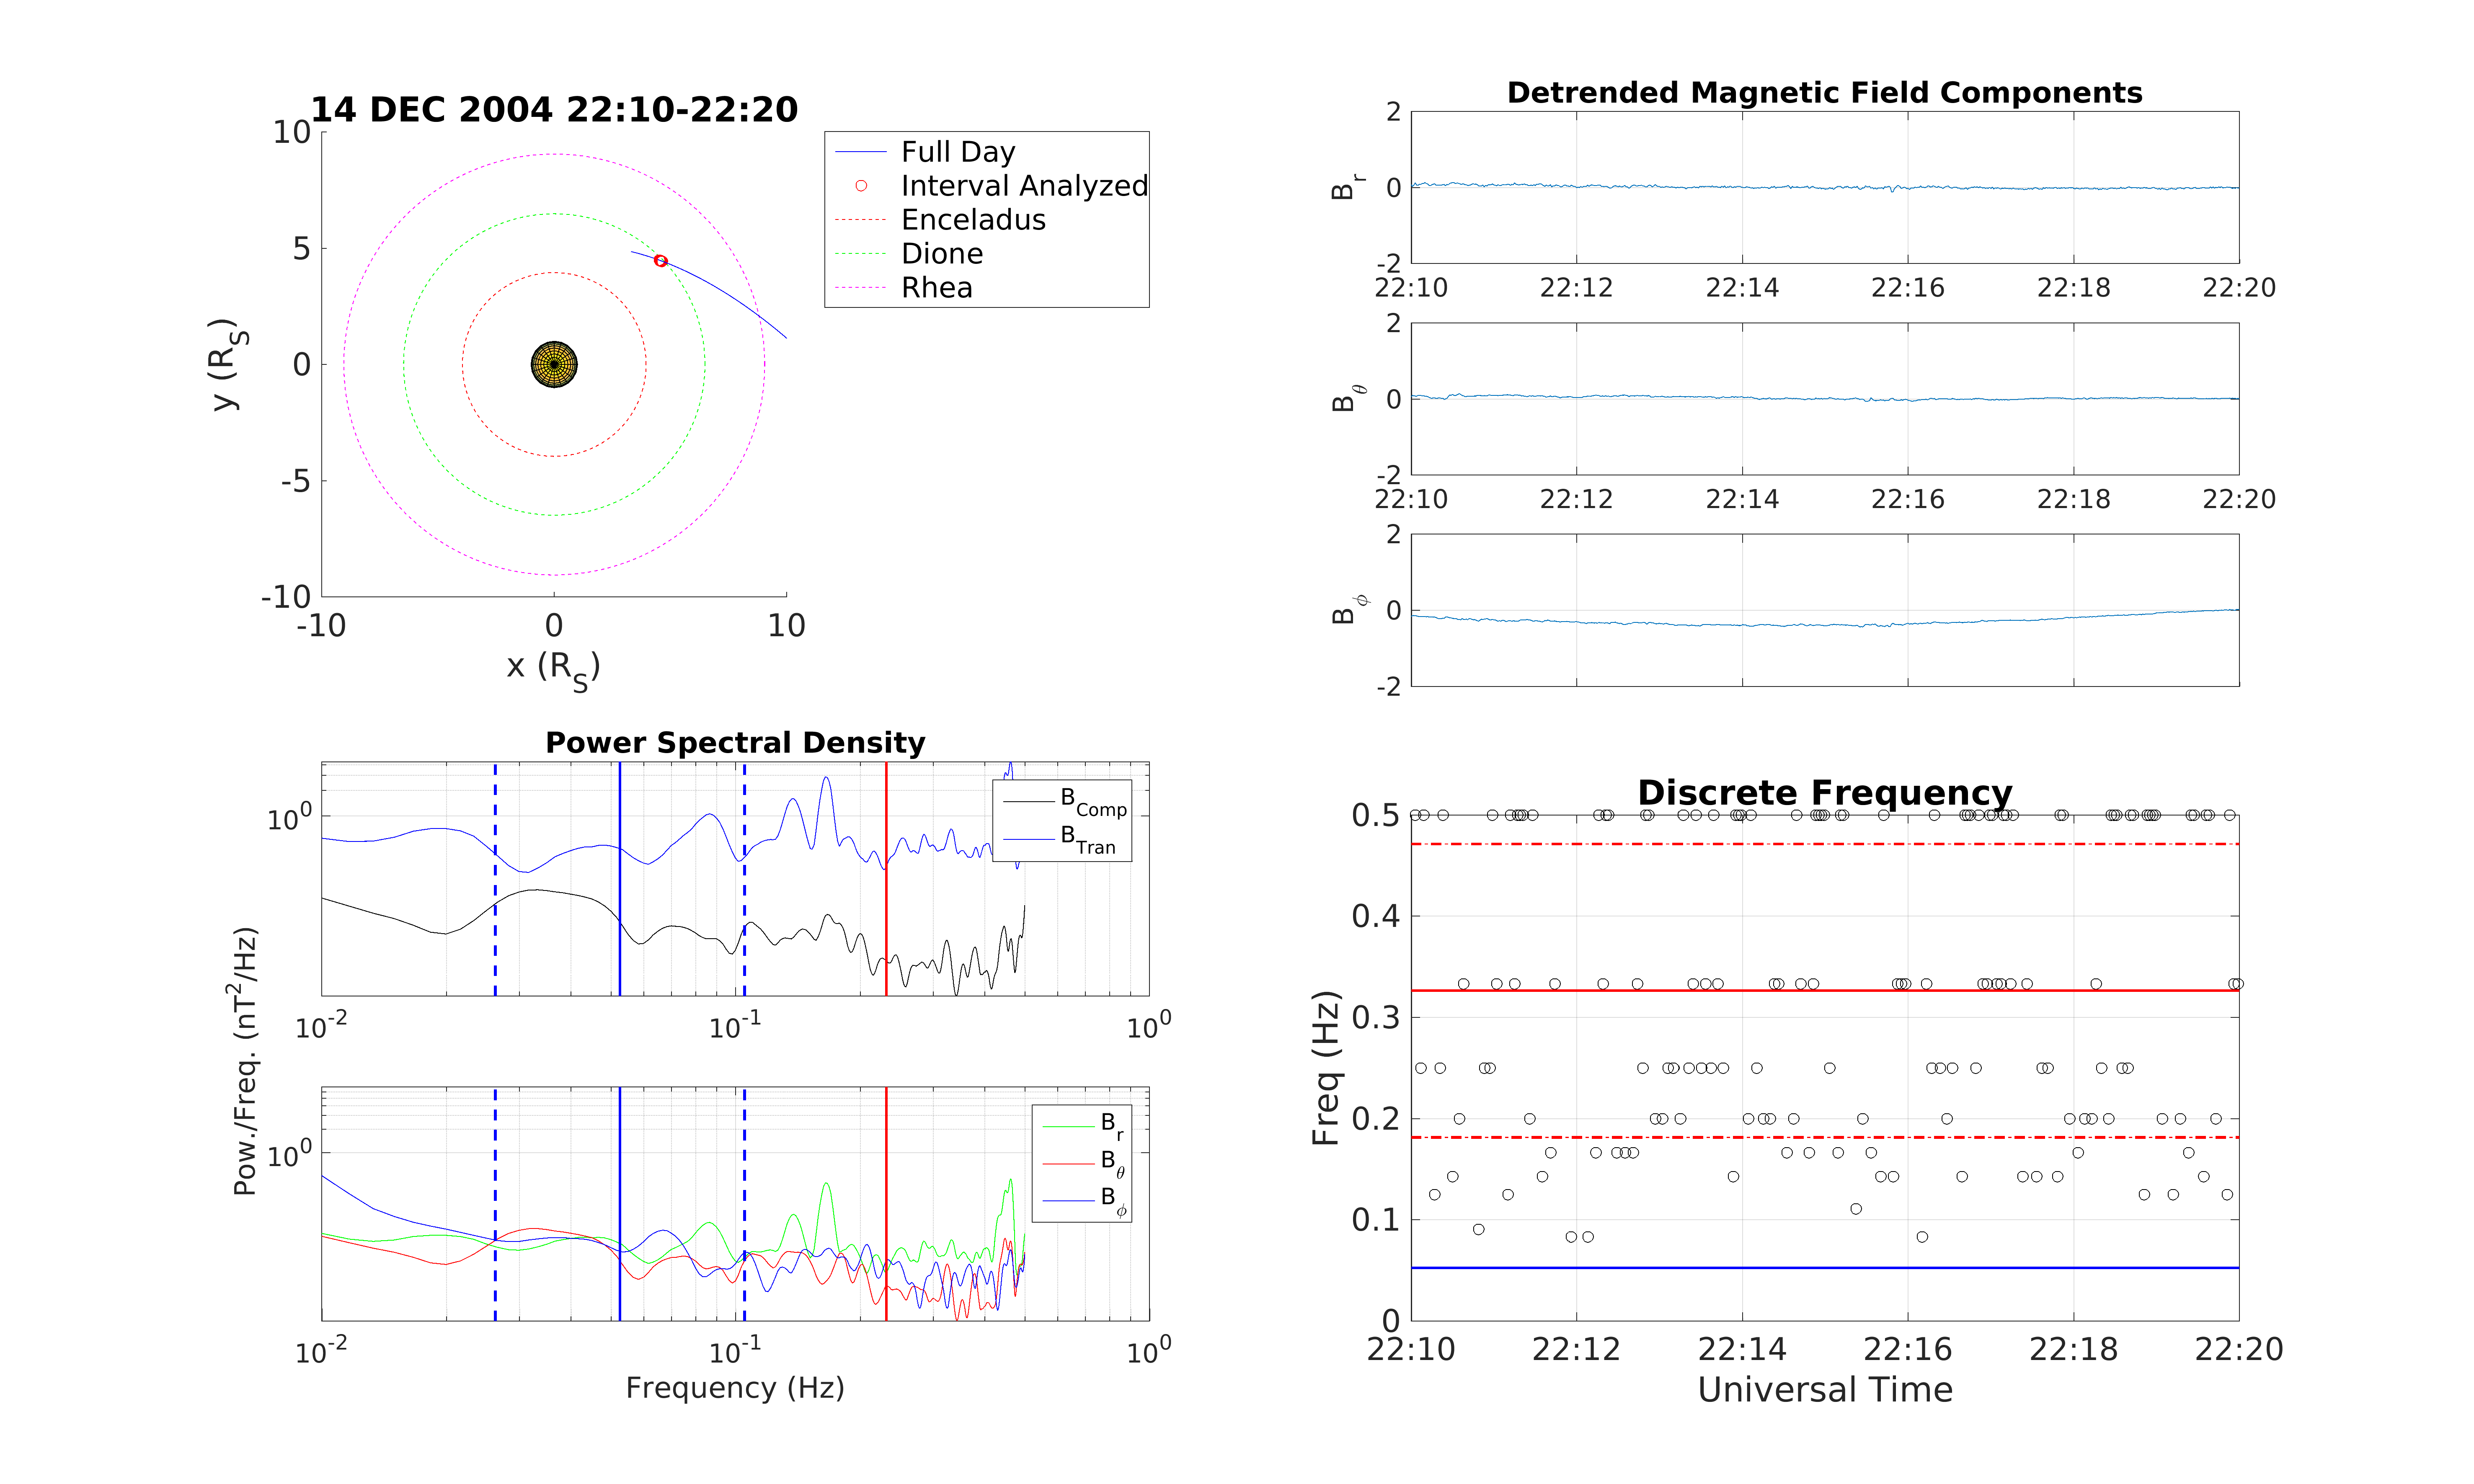 14 DEC 2004 22:10-22:20
10
5
0
-5
-10
-10 0 10
y (R_S)
x (R_S)
Full Day
Interval Analyzed
Enceladus
Dione
Rhea
Detrended Magnetic Field Components
B_r
2
0
-2
22:10 22:12 22:14 22:16 22:18 22:20
B_θ
2
0
-2
22:10 22:12 22:14 22:16 22:18 22:20
B_ϕ
2
0
-2
Power Spectral Density
10^0
B_Comp
B_Tran
10^-2 10^-1 10^0
Pow./Freq. (nT^2/Hz)
10^0
B_r
B_θ
B_ϕ
10^-2 10^-1 10^0
Frequency (Hz)
Discrete Frequency
0.5
0.4
0.3
0.2
0.1
0
Freq (Hz)
22:10 22:12 22:14 22:16 22:18 22:20
Universal Time